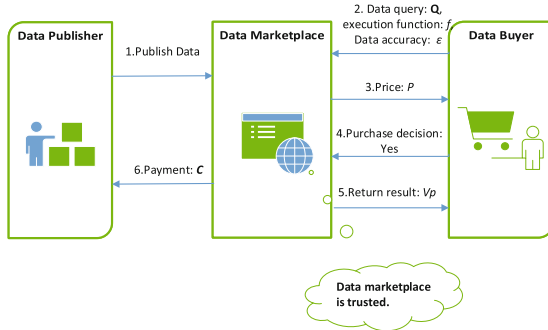 Data Publisher
1.Publish Data
6.Payment: C
Data Marketplace
2. Data query: Q,
execution function: f,
Data accuracy: ε
3.Price: P
4.Purchase decision:
Yes
5.Return result: Vp
Data Buyer
Data marketplace
is trusted.